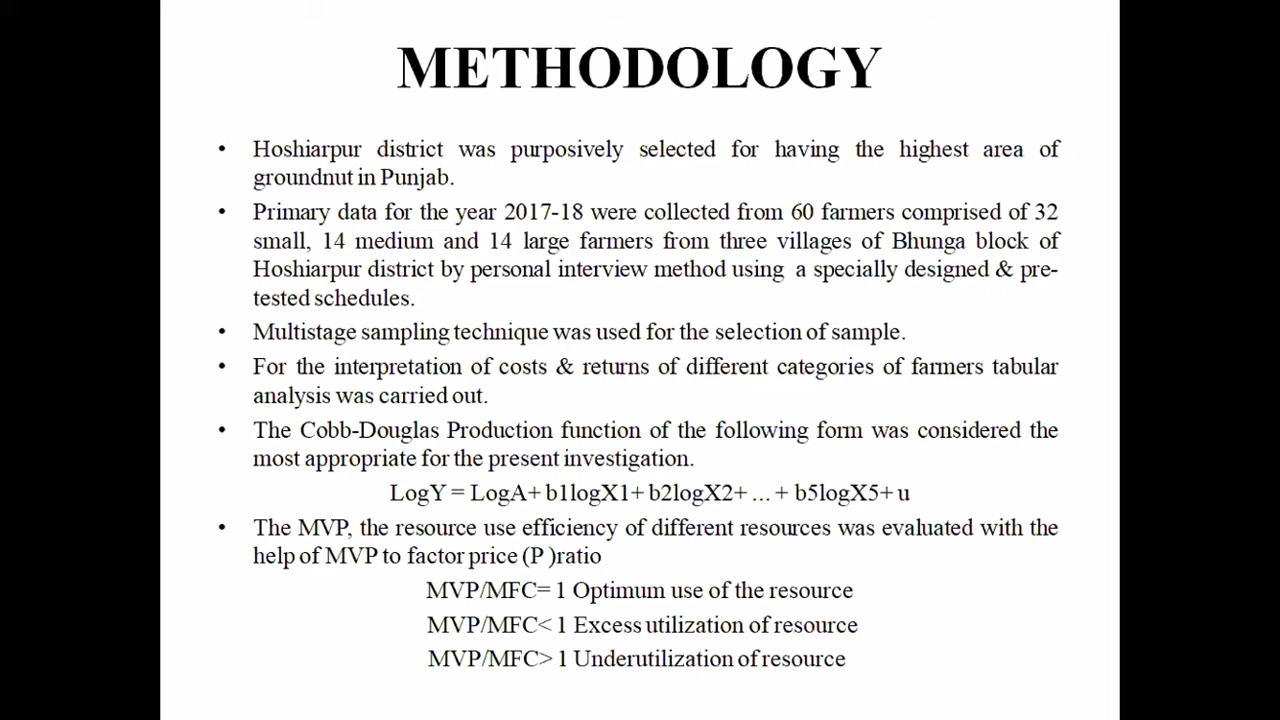 METHODOLOGY
• Hoshiarpur district was purposively selected for having the highest area of
groundnut in Punjab.
• Primary data for the year 2017-18 were collected from 60 farmers comprised of 32
small, 14 medium and 14 large farmers from three villages of Bhunga block of
Hoshiarpur district by personal interview method using a specially designed & pre-
tested schedules.
• Multistage sampling technique was used for the selection of sample.
• For the interpretation of costs & returns of different categories of farmers tabular
analysis was carried out.
• The Cobb-Douglas Production function of the following form was considered the
most appropriate for the present investigation.
LogY = LogA+ b1logX1+ b2logX2+ ... + b5logX5+ u
• The MVP, the resource use efficiency of different resources was evaluated with the
help of MVP to factor price (P )ratio
MVP/MFC= 1 Optimum use of the resource
MVP/MFC< 1 Excess utilization of resource
MVP/MFC> 1 Underutilization of resource